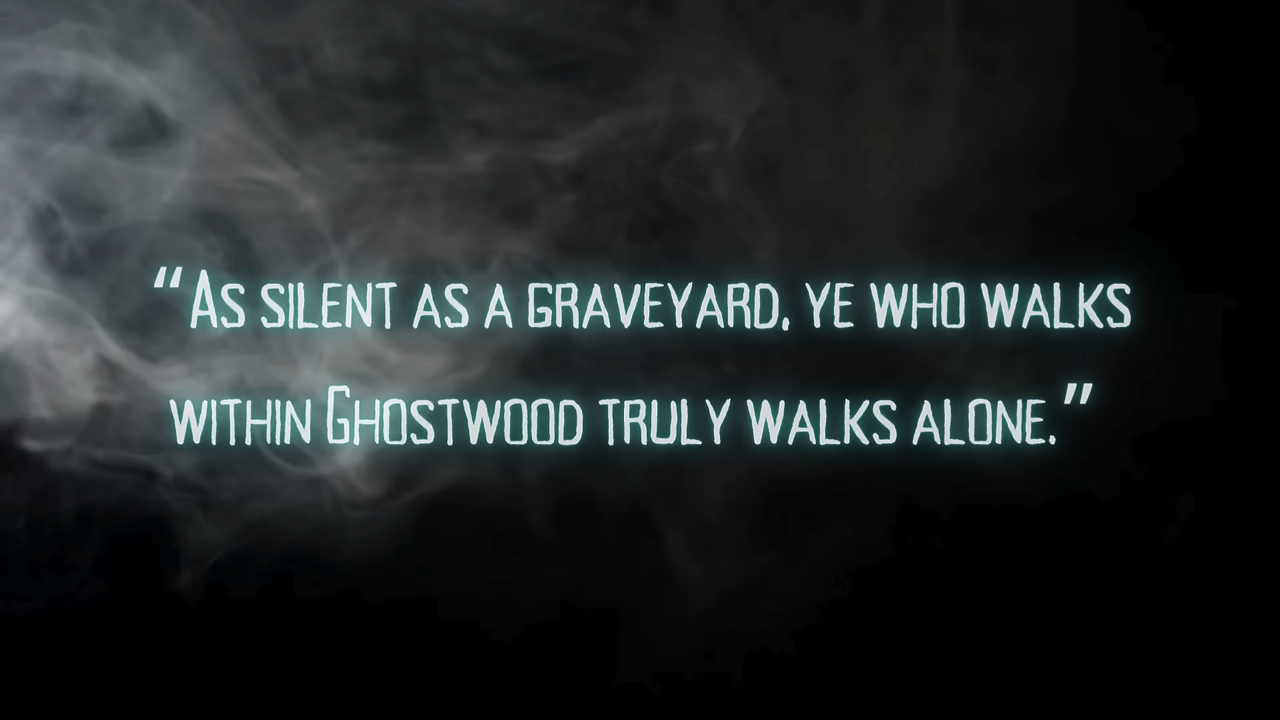 “As silent as a graveyard, ye who walks
within Ghostwood truly walks alone.”